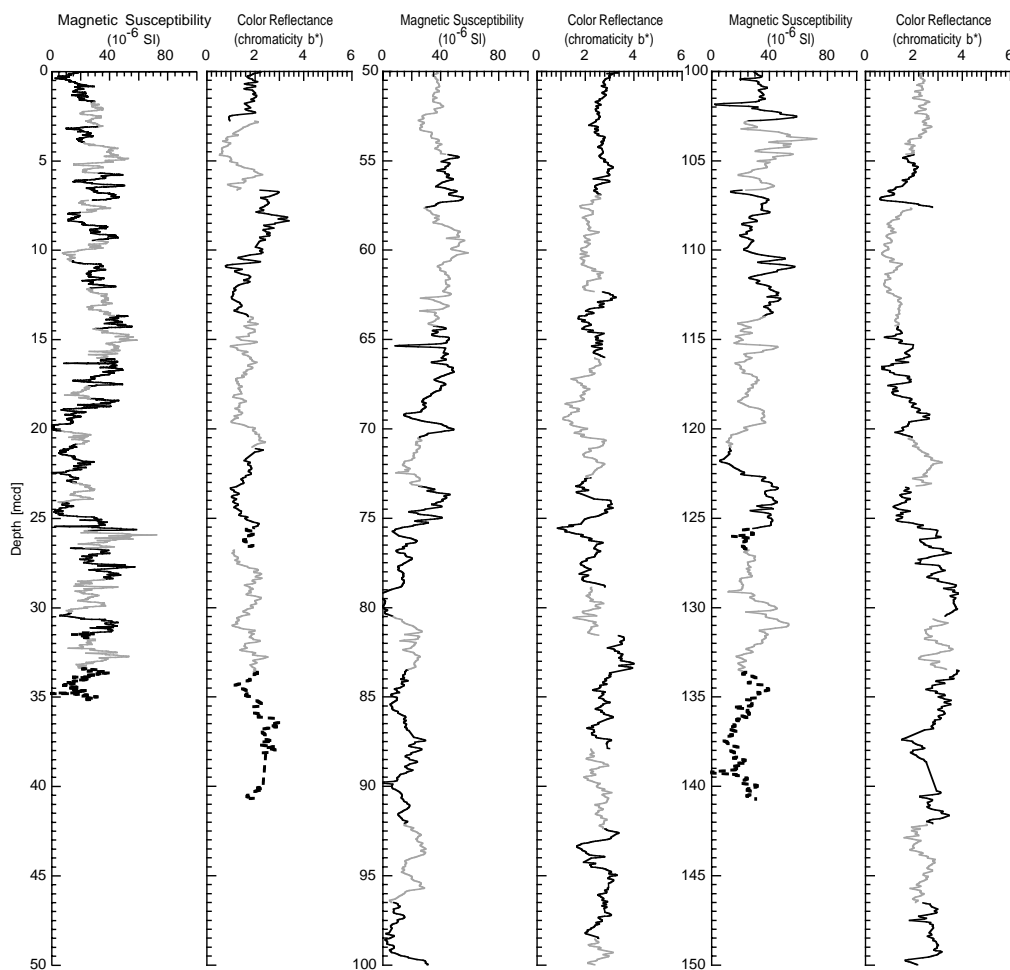 Magnetic Susceptibility
(10-6 SI)
0 40 80
Color Reflectance
(chromaticity b*)
0 2 4 6
Magnetic Susceptibility
(10-6 SI)
0 40 80
Color Reflectance
(chromaticity b*)
0 2 4 6
Magnetic Susceptibility
(10-6 SI)
0 40 80
Color Reflectance
(chromaticity b*)
0 2 4 6
Depth [mcd]
0
5
10
15
20
25
30
35
40
45
50
50
55
60
65
70
75
80
85
90
95
100
100
105
110
115
120
125
130
135
140
145
150